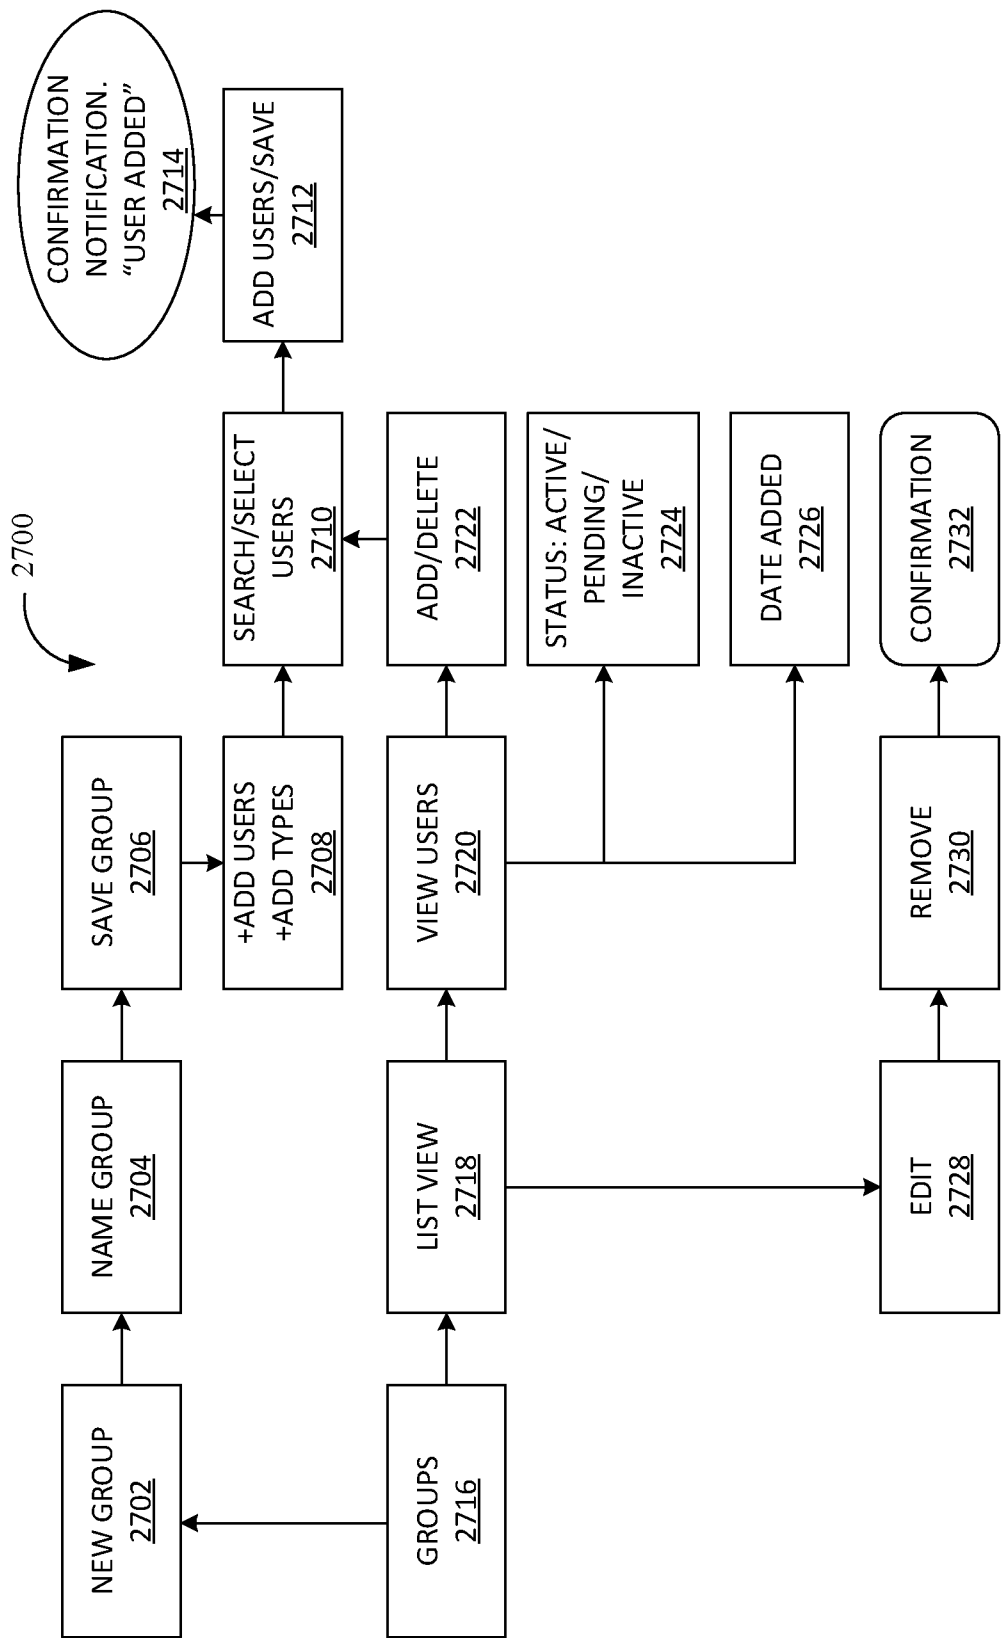 2700
NEW GROUP
2702
NAME GROUP
2704
SAVE GROUP
2706
+ADD USERS
+ADD TYPES
2708
SEARCH/SELECT
USERS
2710
ADD USERS/SAVE
2712
CONFIRMATION
NOTIFICATION.
“USER ADDED”
2714
GROUPS
2716
LIST VIEW
2718
VIEW USERS
2720
ADD/DELETE
2722
STATUS: ACTIVE/
PENDING/
INACTIVE
2724
DATE ADDED
2726
EDIT
2728
REMOVE
2730
CONFIRMATION
2732